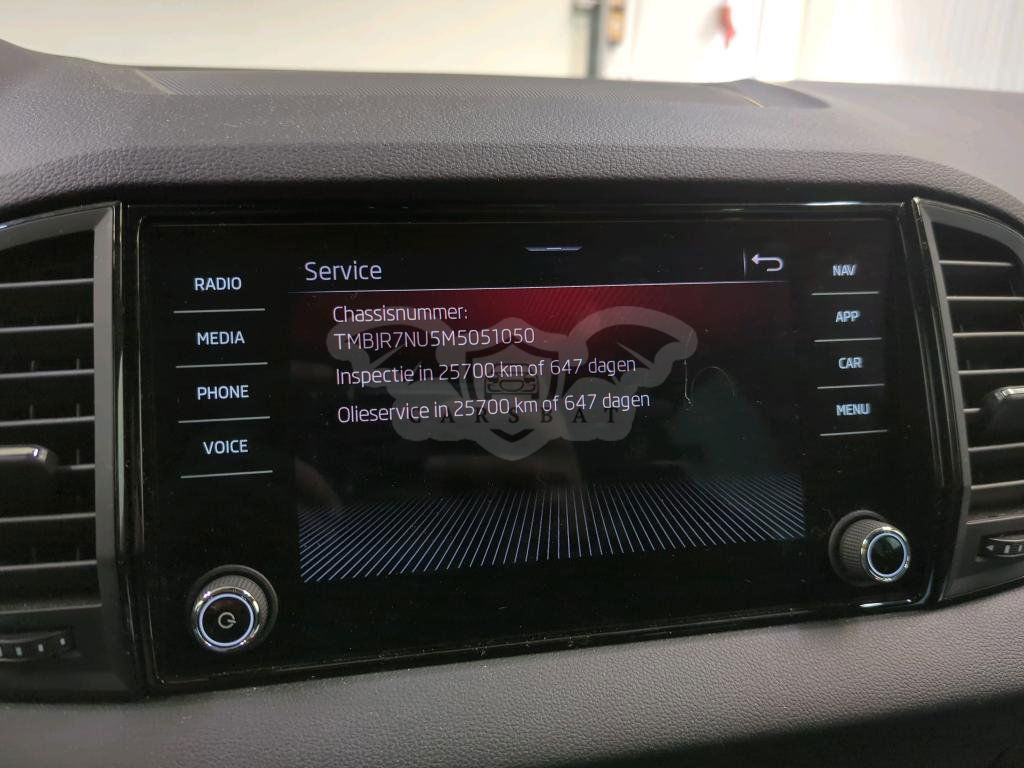 Service
RADIO
MEDIA
PHONE
VOICE
Chassisnummer:
TMBJR7NU5M5051050
Inspectie in 25700 km of 647 dagen
Olieservice in 25700 km of 647 dagen
CARSBAT
NAV
APP
CAR
MENU